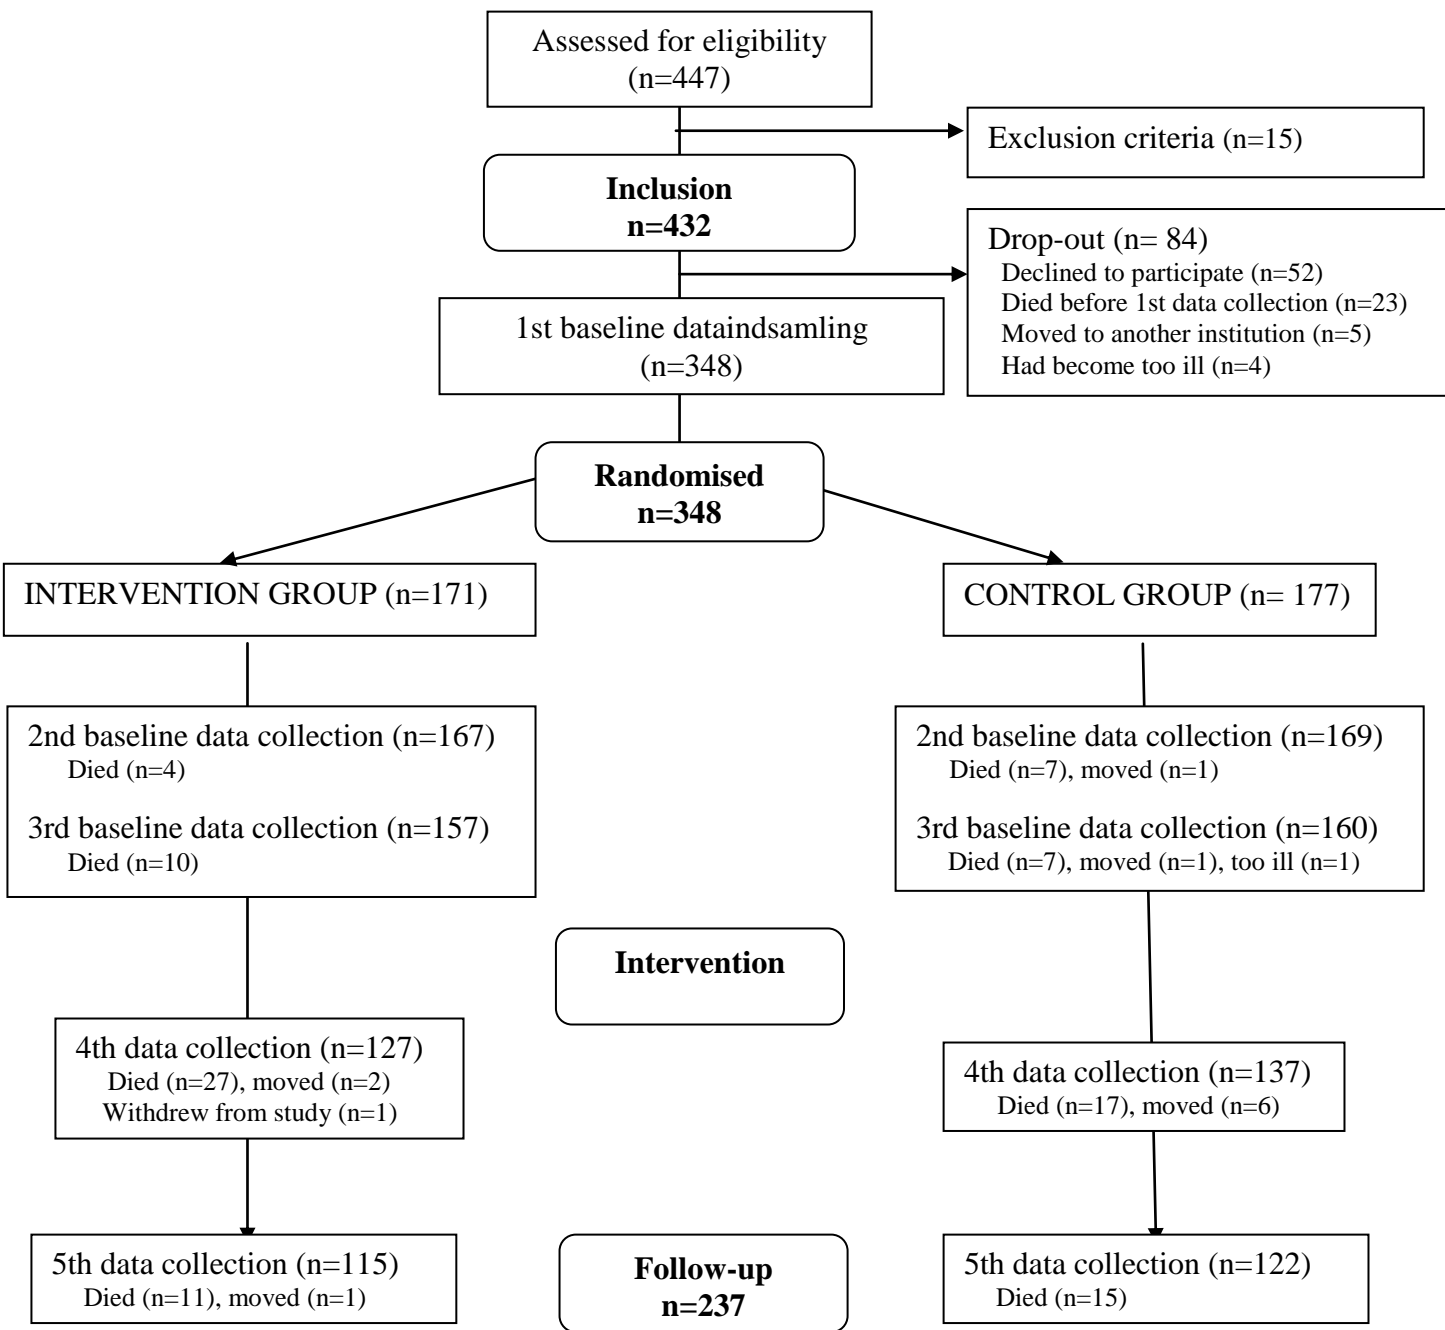 Assessed for eligibility
(n=447)
Exclusion criteria (n=15)
Inclusion
n=432
Drop-out (n= 84)
Declined to participate (n=52)
Died before 1st data collection (n=23)
Moved to another institution (n=5)
Had become too ill (n=4)
1st baseline dataindsamling
(n=348)
Randomised
n=348
INTERVENTION GROUP (n=171)
CONTROL GROUP (n= 177)
2nd baseline data collection (n=167)
Died (n=4)
3rd baseline data collection (n=157)
Died (n=10)
2nd baseline data collection (n=169)
Died (n=7), moved (n=1)
3rd baseline data collection (n=160)
Died (n=7), moved (n=1), too ill (n=1)
Intervention
4th data collection (n=127)
Died (n=27), moved (n=2)
Withdrew from study (n=1)
4th data collection (n=137)
Died (n=17), moved (n=6)
5th data collection (n=115)
Died (n=11), moved (n=1)
Follow-up
n=237
5th data collection (n=122)
Died (n=15)